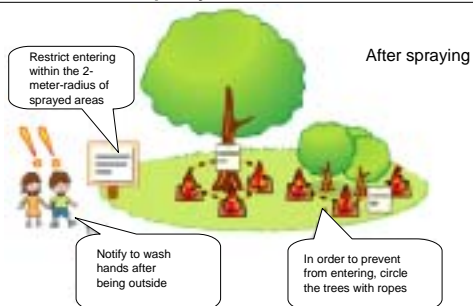 After spraying
Restrict entering
within the 2-
meter-radius of
sprayed areas
Notify to wash
hands after
being outside
In order to prevent
from entering, circle
the trees with ropes